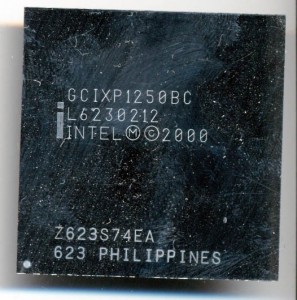 GCIXP1250BC
L6230212
INTEL Ⓜ Ⓒ 2000
Z623S74EA
623 PHILIPPINES